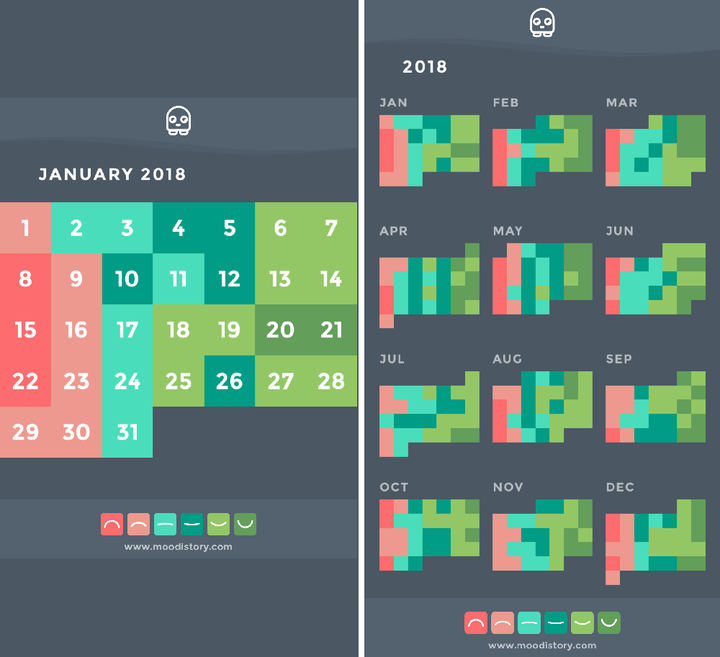 JANUARY 2018
1 2 3 4 5 6 7
8 9 10 11 12 13 14
15 16 17 18 19 20 21
22 23 24 25 26 27 28
29 30 31
www.moodistory.com
2018
JAN FEB MAR
APR MAY JUN
JUL AUG SEP
OCT NOV DEC
www.moodistory.com